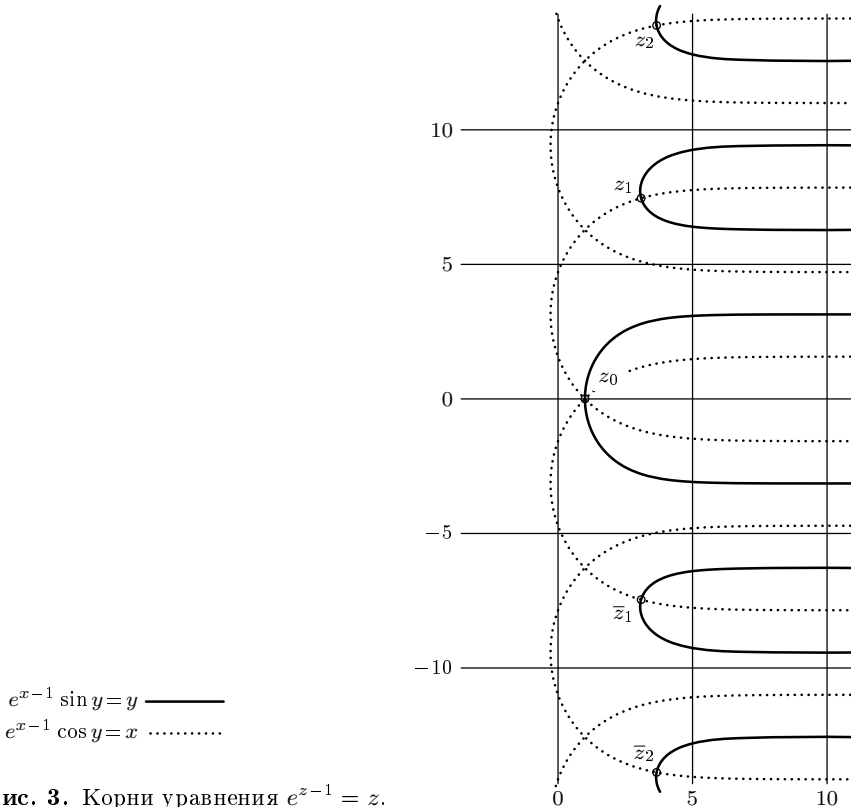 z₂
10
z₁
5
z₀
0
−5
z̅₁
−10
z̅₂
e^{x−1} sin y = y
e^{x−1} cos y = x
ис. 3. Корни уравнения e^{z−1} = z.
0 5 10